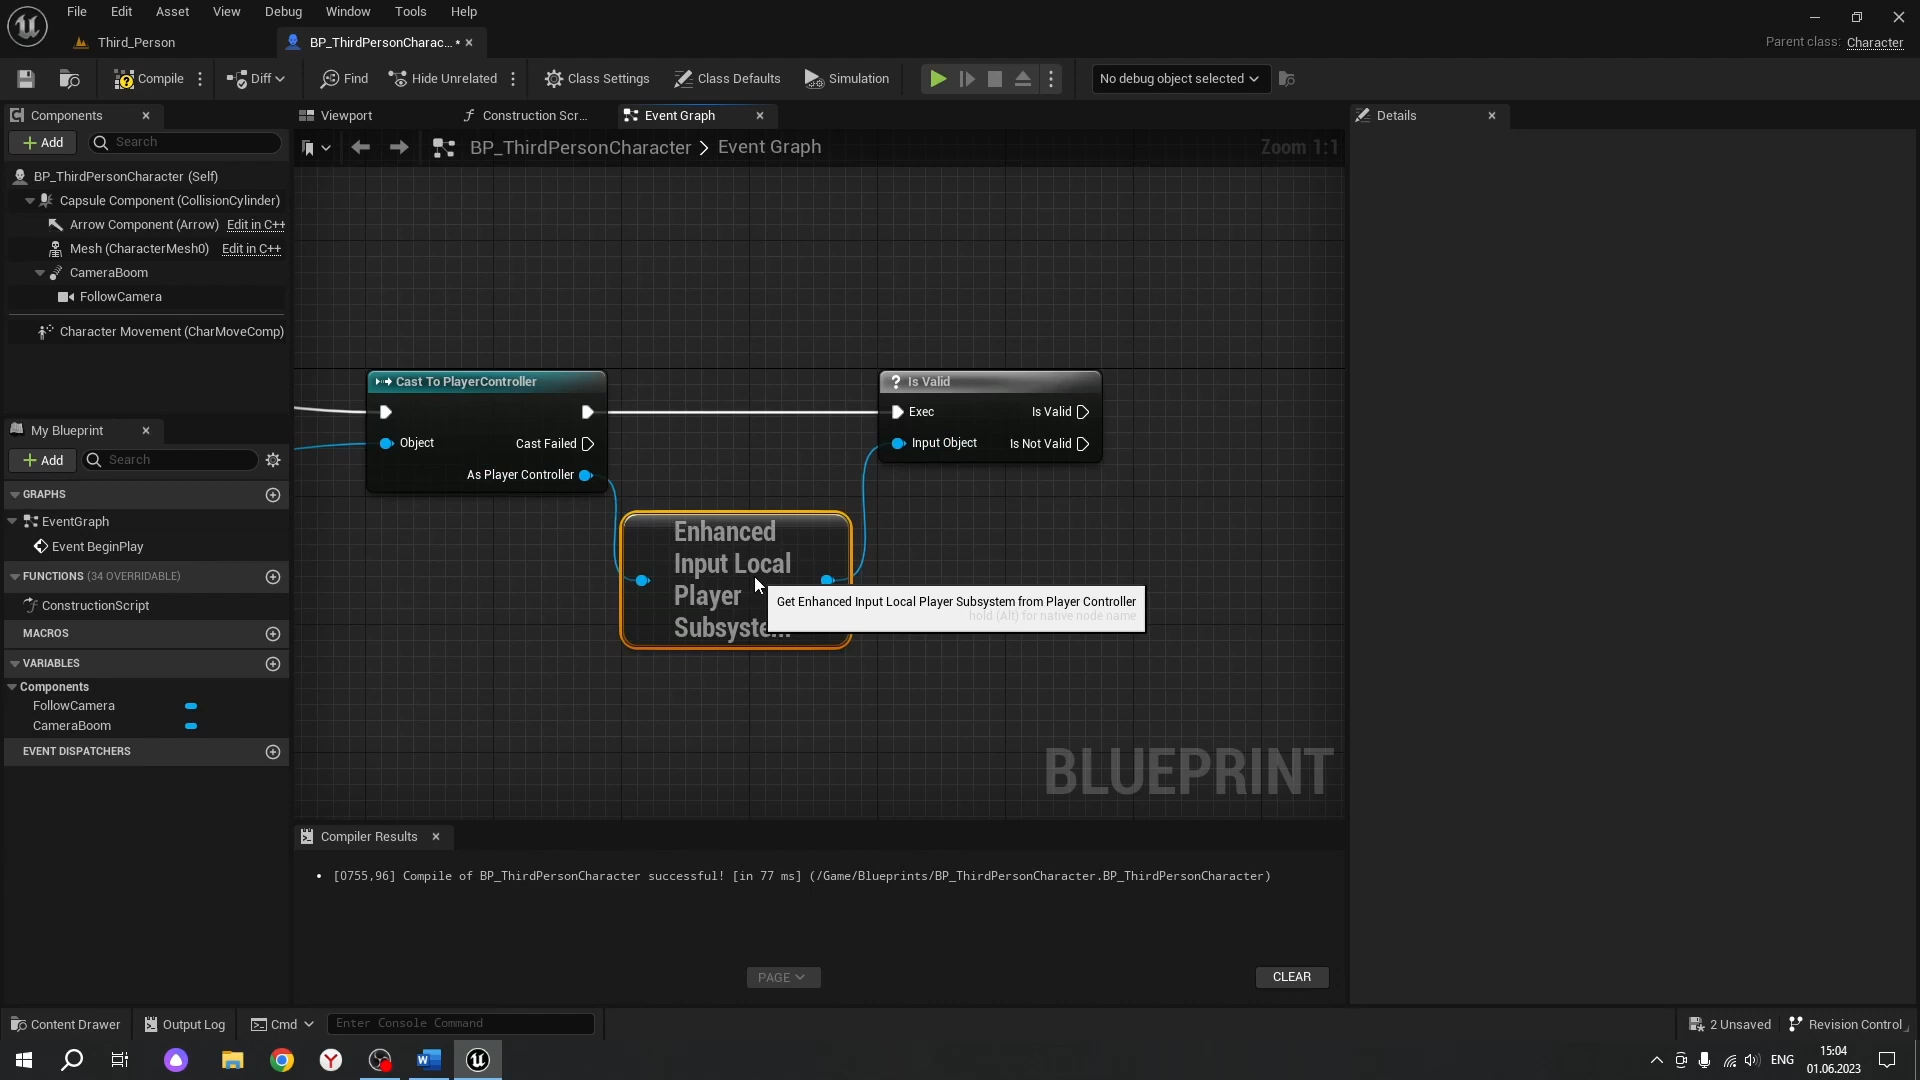 File Edit Asset View Debug Window Tools Help
Third_Person
BP_ThirdPersonCharac... *
Parent class: Character
Compile
Diff
Find
Hide Unrelated
Class Settings
Class Defaults
Simulation
No debug object selected
Components
Add
Search
BP_ThirdPersonCharacter (Self)
Capsule Component (CollisionCylinder)
Arrow Component (Arrow) Edit in C++
Mesh (CharacterMesh0) Edit in C++
CameraBoom
FollowCamera
Character Movement (CharMoveComp)
My Blueprint
Add
Search
GRAPHS
EventGraph
Event BeginPlay
FUNCTIONS (34 OVERRIDABLE)
ConstructionScript
MACROS
VARIABLES
Components
FollowCamera
CameraBoom
EVENT DISPATCHERS
Viewport
Construction Scr...
Event Graph
BP_ThirdPersonCharacter > Event Graph
Zoom 1:1
Cast To PlayerController
Object
Cast Failed
As Player Controller
Is Valid
Exec
Is Valid
Input Object
Is Not Valid
Enhanced
Input Local
Player
Subsystem
Get Enhanced Input Local Player Subsystem from Player Controller
hold (Alt) for native node name
BLUEPRINT
Compiler Results
• [0755,96] Compile of BP_ThirdPersonCharacter successful! [in 77 ms] (/Game/Blueprints/BP_ThirdPersonCharacter.BP_ThirdPersonCharacter)
PAGE
CLEAR
Details
Content Drawer
Output Log
Cmd
Enter Console Command
2 Unsaved
Revision Control
ENG
15:04
01.06.2023